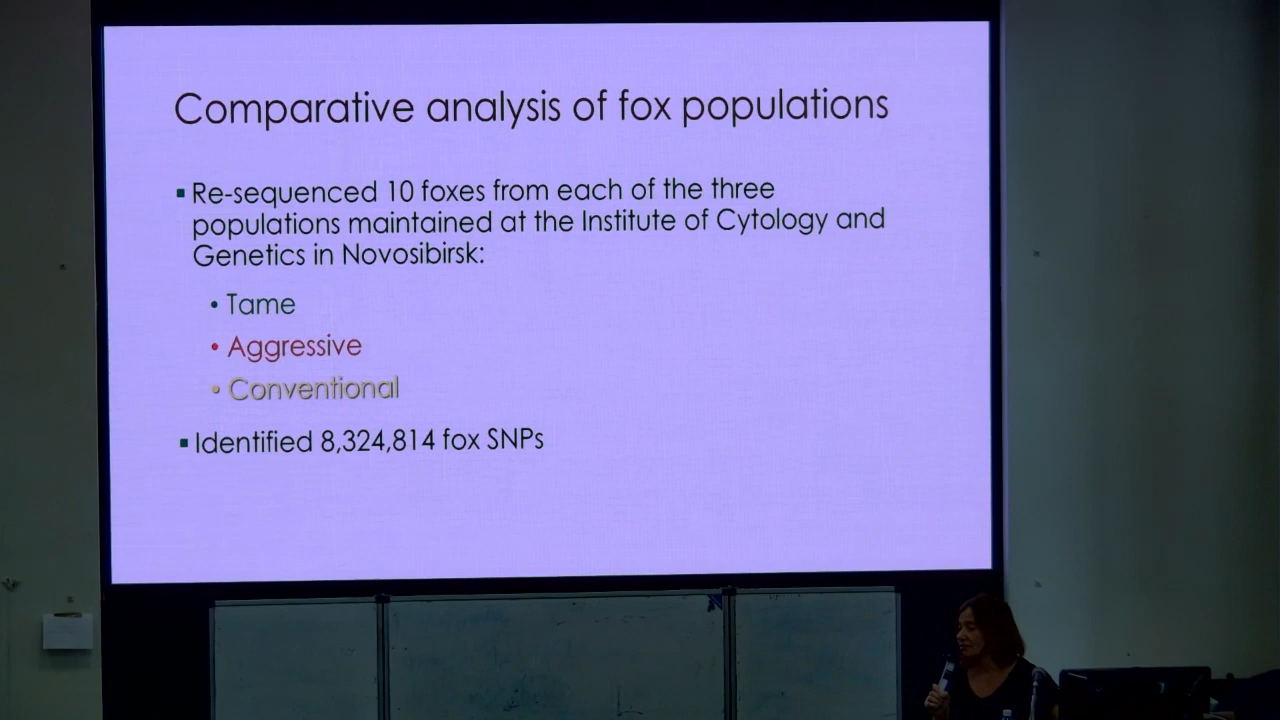 Comparative analysis of fox populations
▪ Re-sequenced 10 foxes from each of the three
populations maintained at the Institute of Cytology and
Genetics in Novosibirsk:
• Tame
• Aggressive
• Conventional
▪ Identified 8,324,814 fox SNPs